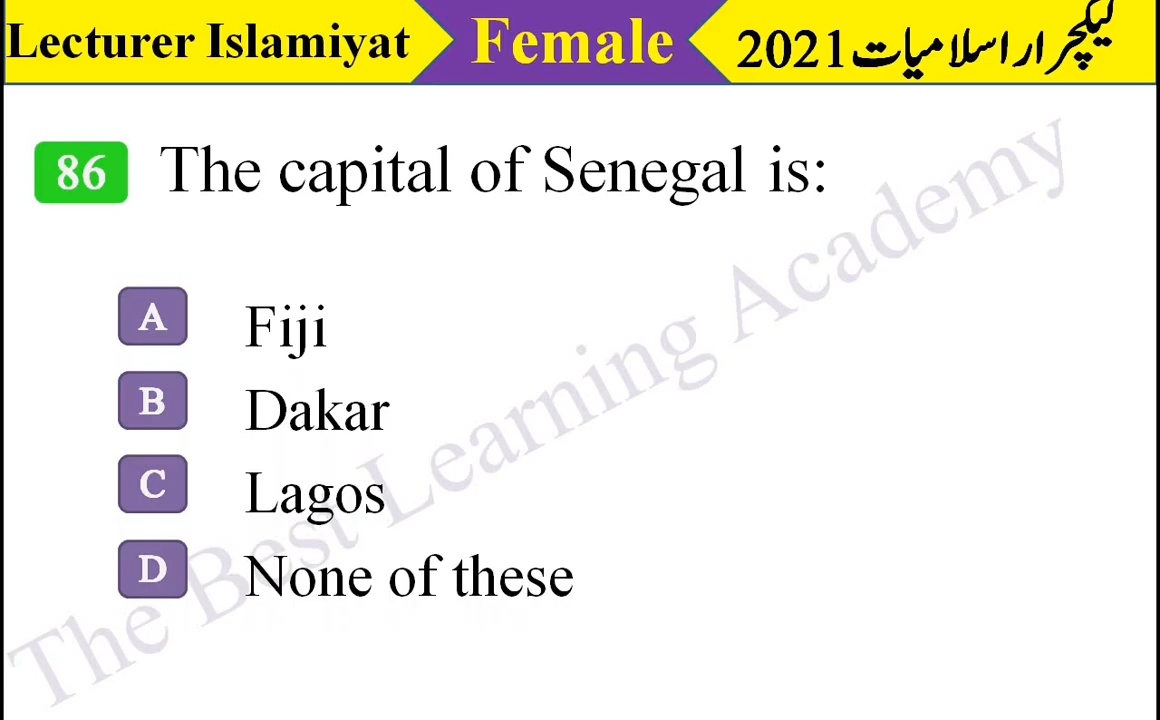 Lecturer Islamiyat Female لیکچرار اسلامیات 2021
86 The capital of Senegal is:
A Fiji
B Dakar
C Lagos
D None of these
The Best Learning Academy